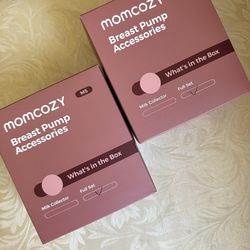 momcozy
Breast Pump
Accessories
M5
What's in the Box
Milk Collector
Full Set
momcozy
Breast Pump
Accessories
What's in the Box
Milk Collector
Full Set